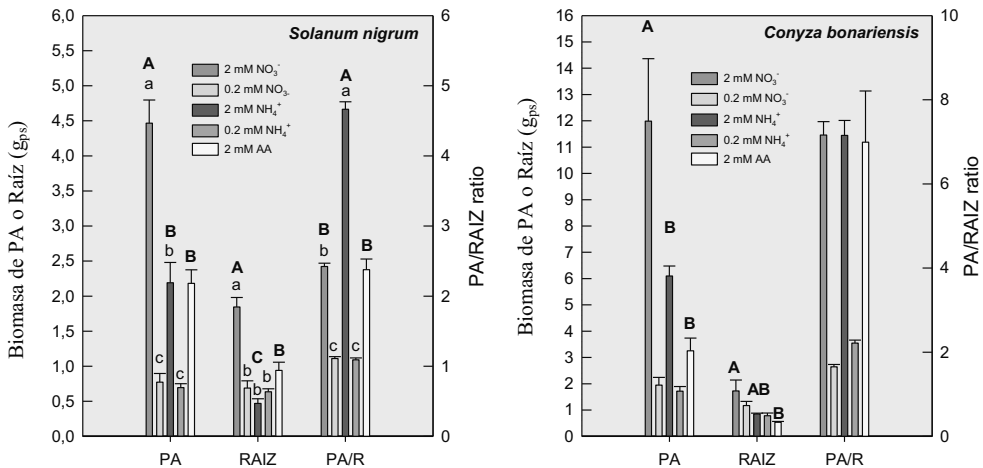 Solanum nigrum
Biomasa de PA o Raíz (gps)
6,0
5,5
5,0
4,5
4,0
3,5
3,0
2,5
2,0
1,5
1,0
0,5
0,0
2 mM NO3-
0.2 mM NO3-
2 mM NH4+
0.2 mM NH4+
2 mM AA
A
a
c
B
b
c
B
A
a
b
C
b
b
B
B
b
c
A
a
c
B
6
5
4
3
2
1
0
PA/RAIZ ratio
PA RAIZ PA/R
Conyza bonariensis
Biomasa de PA o Raíz (gps)
16
15
14
13
12
11
10
9
8
7
6
5
4
3
2
1
0
2 mM NO3-
0.2 mM NO3-
2 mM NH4+
0.2 mM NH4+
2 mM AA
A
B
B
A
AB
B
10
8
6
4
2
0
PA/RAIZ ratio
PA RAIZ PA/R